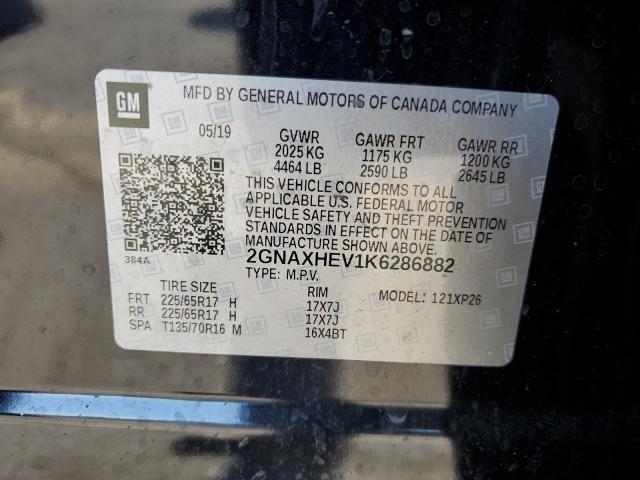 GM
MFD BY GENERAL MOTORS OF CANADA COMPANY
05/19 GVWR GAWR FRT GAWR RR
2025 KG 1175 KG 1200 KG
4464 LB 2590 LB 2645 LB
THIS VEHICLE CONFORMS TO ALL
APPLICABLE U.S. FEDERAL MOTOR
VEHICLE SAFETY AND THEFT PREVENTION
STANDARDS IN EFFECT ON THE DATE OF
MANUFACTURE SHOWN ABOVE.
384A
2GNAXHEV1K6286882
TYPE: M.P.V.
TIRE SIZE RIM MODEL: 121XP26
FRT 225/65R17 H 17X7J
RR 225/65R17 H 17X7J
SPA T135/70R16 M 16X4BT